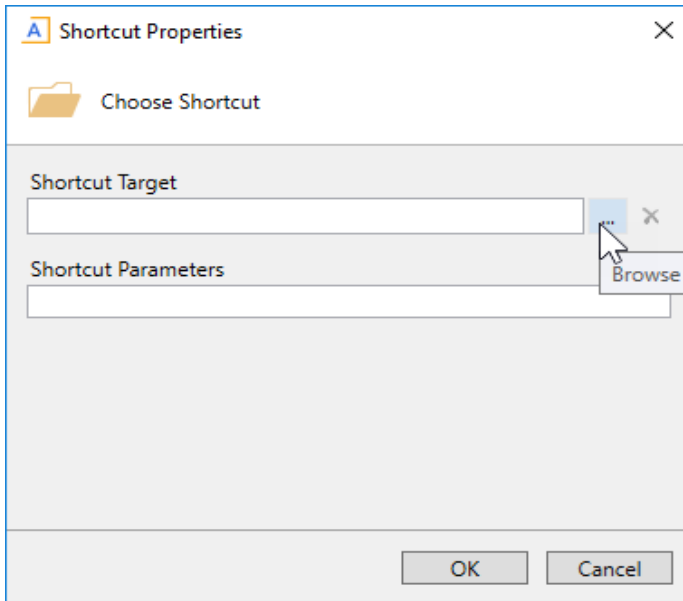 A Shortcut Properties
Choose Shortcut
Shortcut Target
...
Shortcut Parameters
Browse
OK Cancel